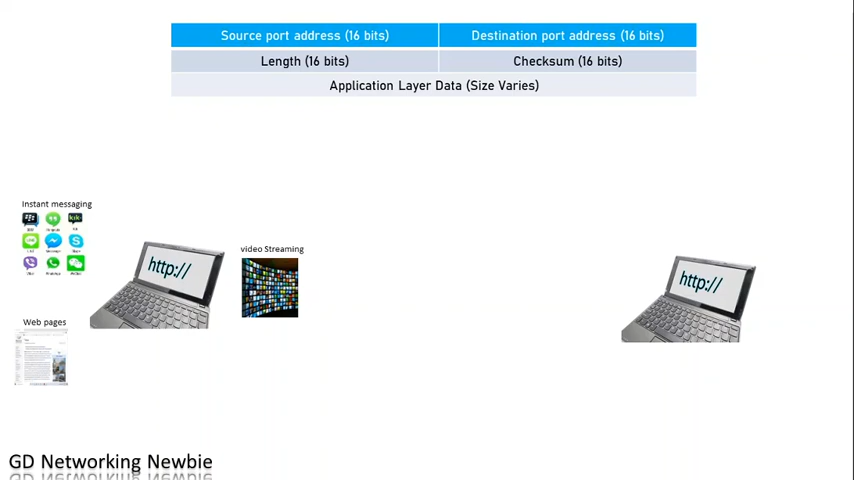 Source port address (16 bits) Destination port address (16 bits)
Length (16 bits) Checksum (16 bits)
Application Layer Data (Size Varies)
Instant messaging
kik
video Streaming
http://
http://
Web pages
GD Networking Newbie